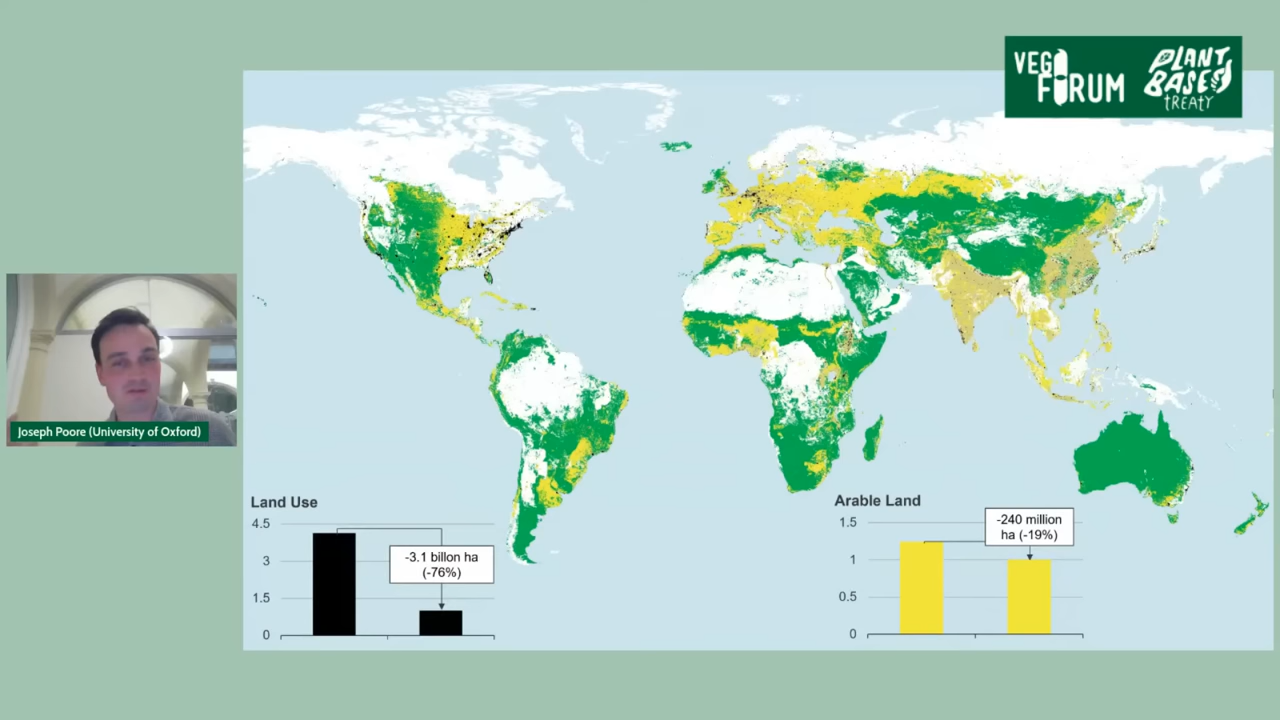 VEG
FORUM
PLANT
BASED
TREATY
Joseph Poore (University of Oxford)
Land Use
4.5
3
1.5
0
-3.1 billon ha
(-76%)
Arable Land
1.5
1
0.5
0
-240 million
ha (-19%)